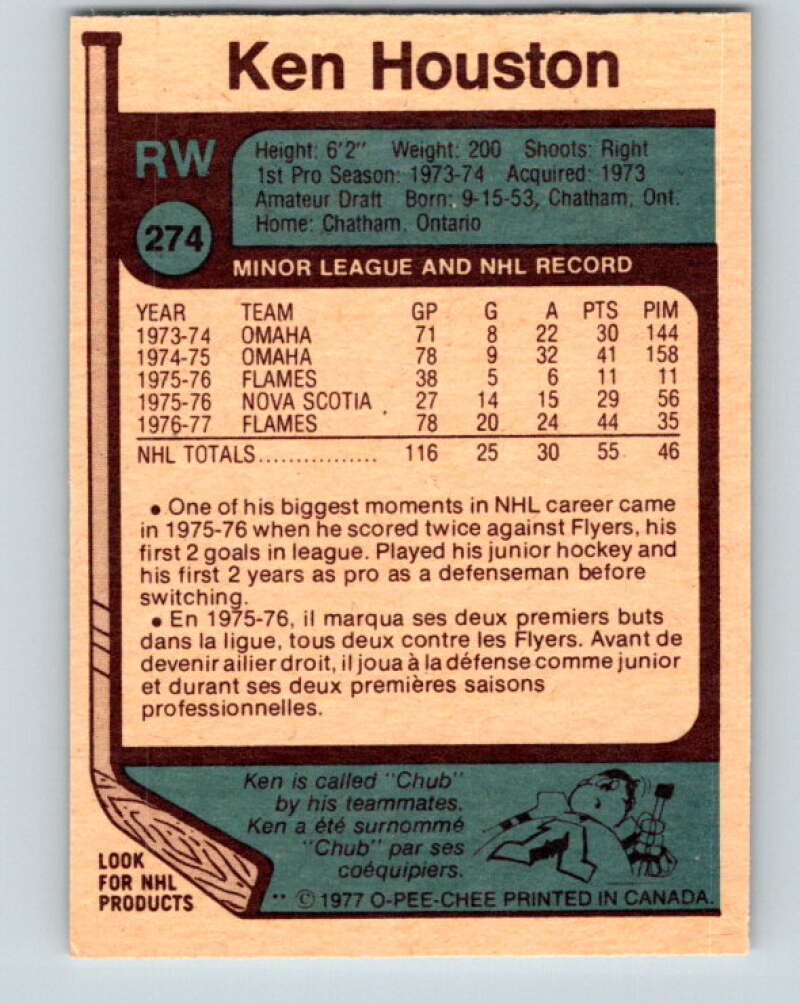 Ken Houston
RW
274
Height: 6'2" Weight: 200 Shoots: Right
1st Pro Season: 1973-74 Acquired: 1973
Amateur Draft Born: 9-15-53, Chatham, Ont.
Home: Chatham, Ontario
MINOR LEAGUE AND NHL RECORD
YEAR TEAM GP G A PTS PIM
1973-74 OMAHA 71 8 22 30 144
1974-75 OMAHA 78 9 32 41 158
1975-76 FLAMES 38 5 6 11 11
1975-76 NOVA SCOTIA 27 14 15 29 56
1976-77 FLAMES 78 20 24 44 35
NHL TOTALS................ 116 25 30 55 46
• One of his biggest moments in NHL career came
in 1975-76 when he scored twice against Flyers, his
first 2 goals in league. Played his junior hockey and
his first 2 years as pro as a defenseman before
switching.
• En 1975-76, il marqua ses deux premiers buts
dans la ligue, tous deux contre les Flyers. Avant de
devenir ailier droit, il joua à la défense comme junior
et durant ses deux premières saisons
professionnelles.
Ken is called "Chub"
by his teammates.
Ken a été surnommé
"Chub" par ses
coéquipiers.
LOOK
FOR NHL
PRODUCTS
** © 1977 O-PEE-CHEE PRINTED IN CANADA.